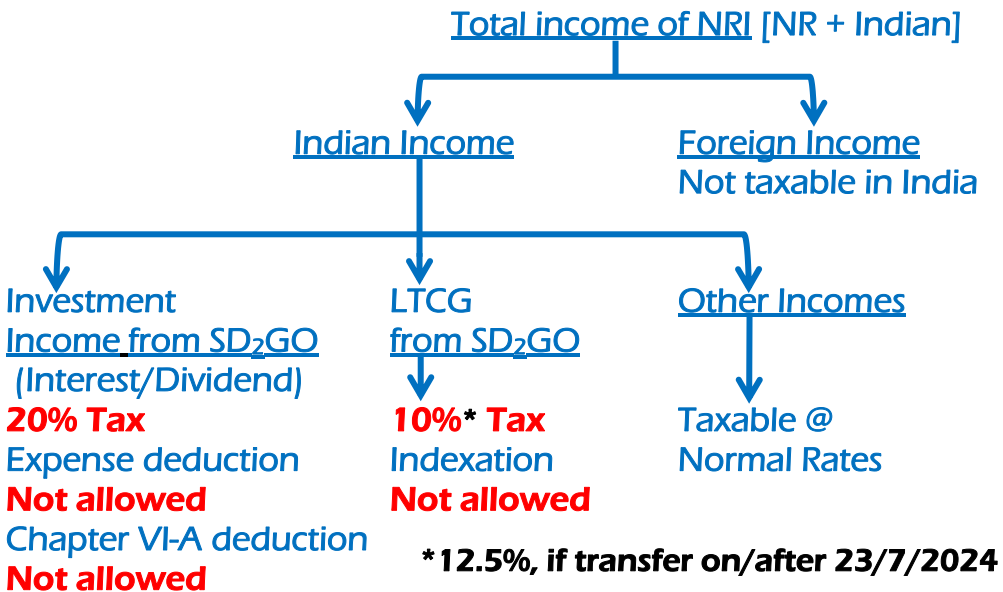 Total income of NRI [NR + Indian]
Indian Income
Foreign Income
Not taxable in India
Investment
Income from SD₂GO
(Interest/Dividend)
20% Tax
Expense deduction
Not allowed
Chapter VI-A deduction
Not allowed
LTCG
from SD₂GO
10%* Tax
Indexation
Not allowed
Other Incomes
Taxable @
Normal Rates
*12.5%, if transfer on/after 23/7/2024